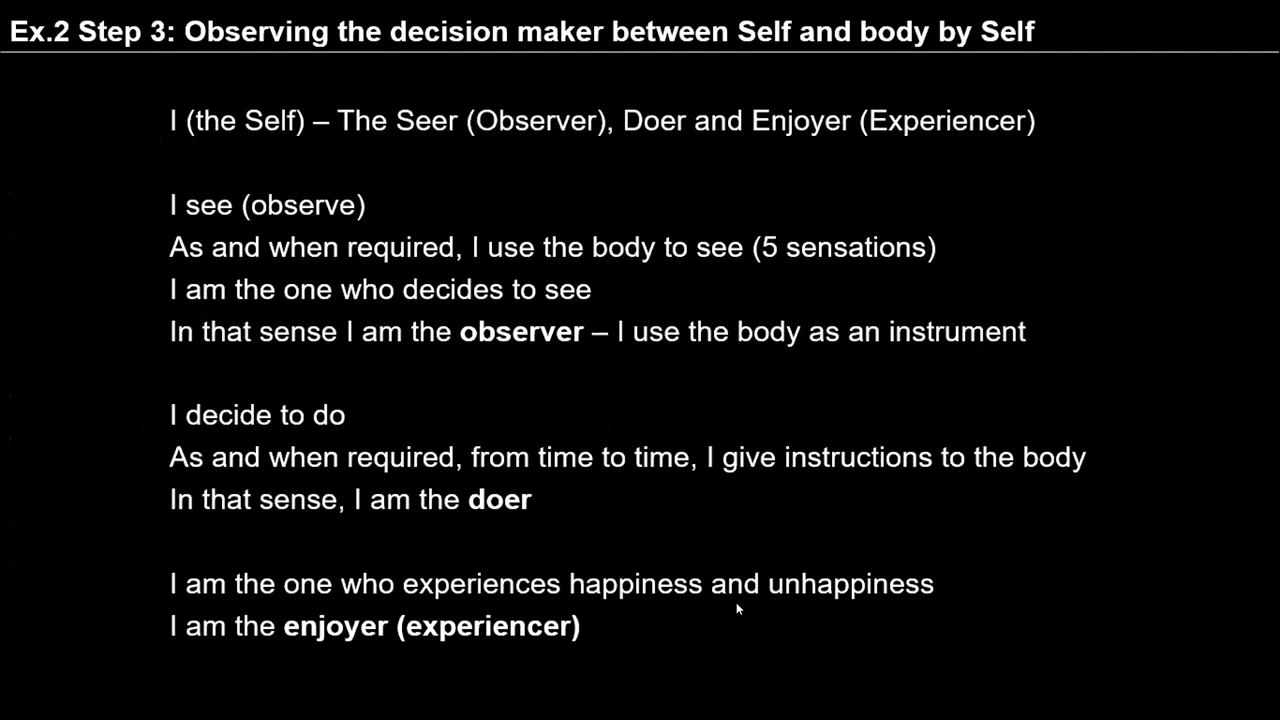 Ex.2 Step 3: Observing the decision maker between Self and body by Self
I (the Self) – The Seer (Observer), Doer and Enjoyer (Experiencer)
I see (observe)
As and when required, I use the body to see (5 sensations)
I am the one who decides to see
In that sense I am the observer – I use the body as an instrument
I decide to do
As and when required, from time to time, I give instructions to the body
In that sense, I am the doer
I am the one who experiences happiness and unhappiness
I am the enjoyer (experiencer)